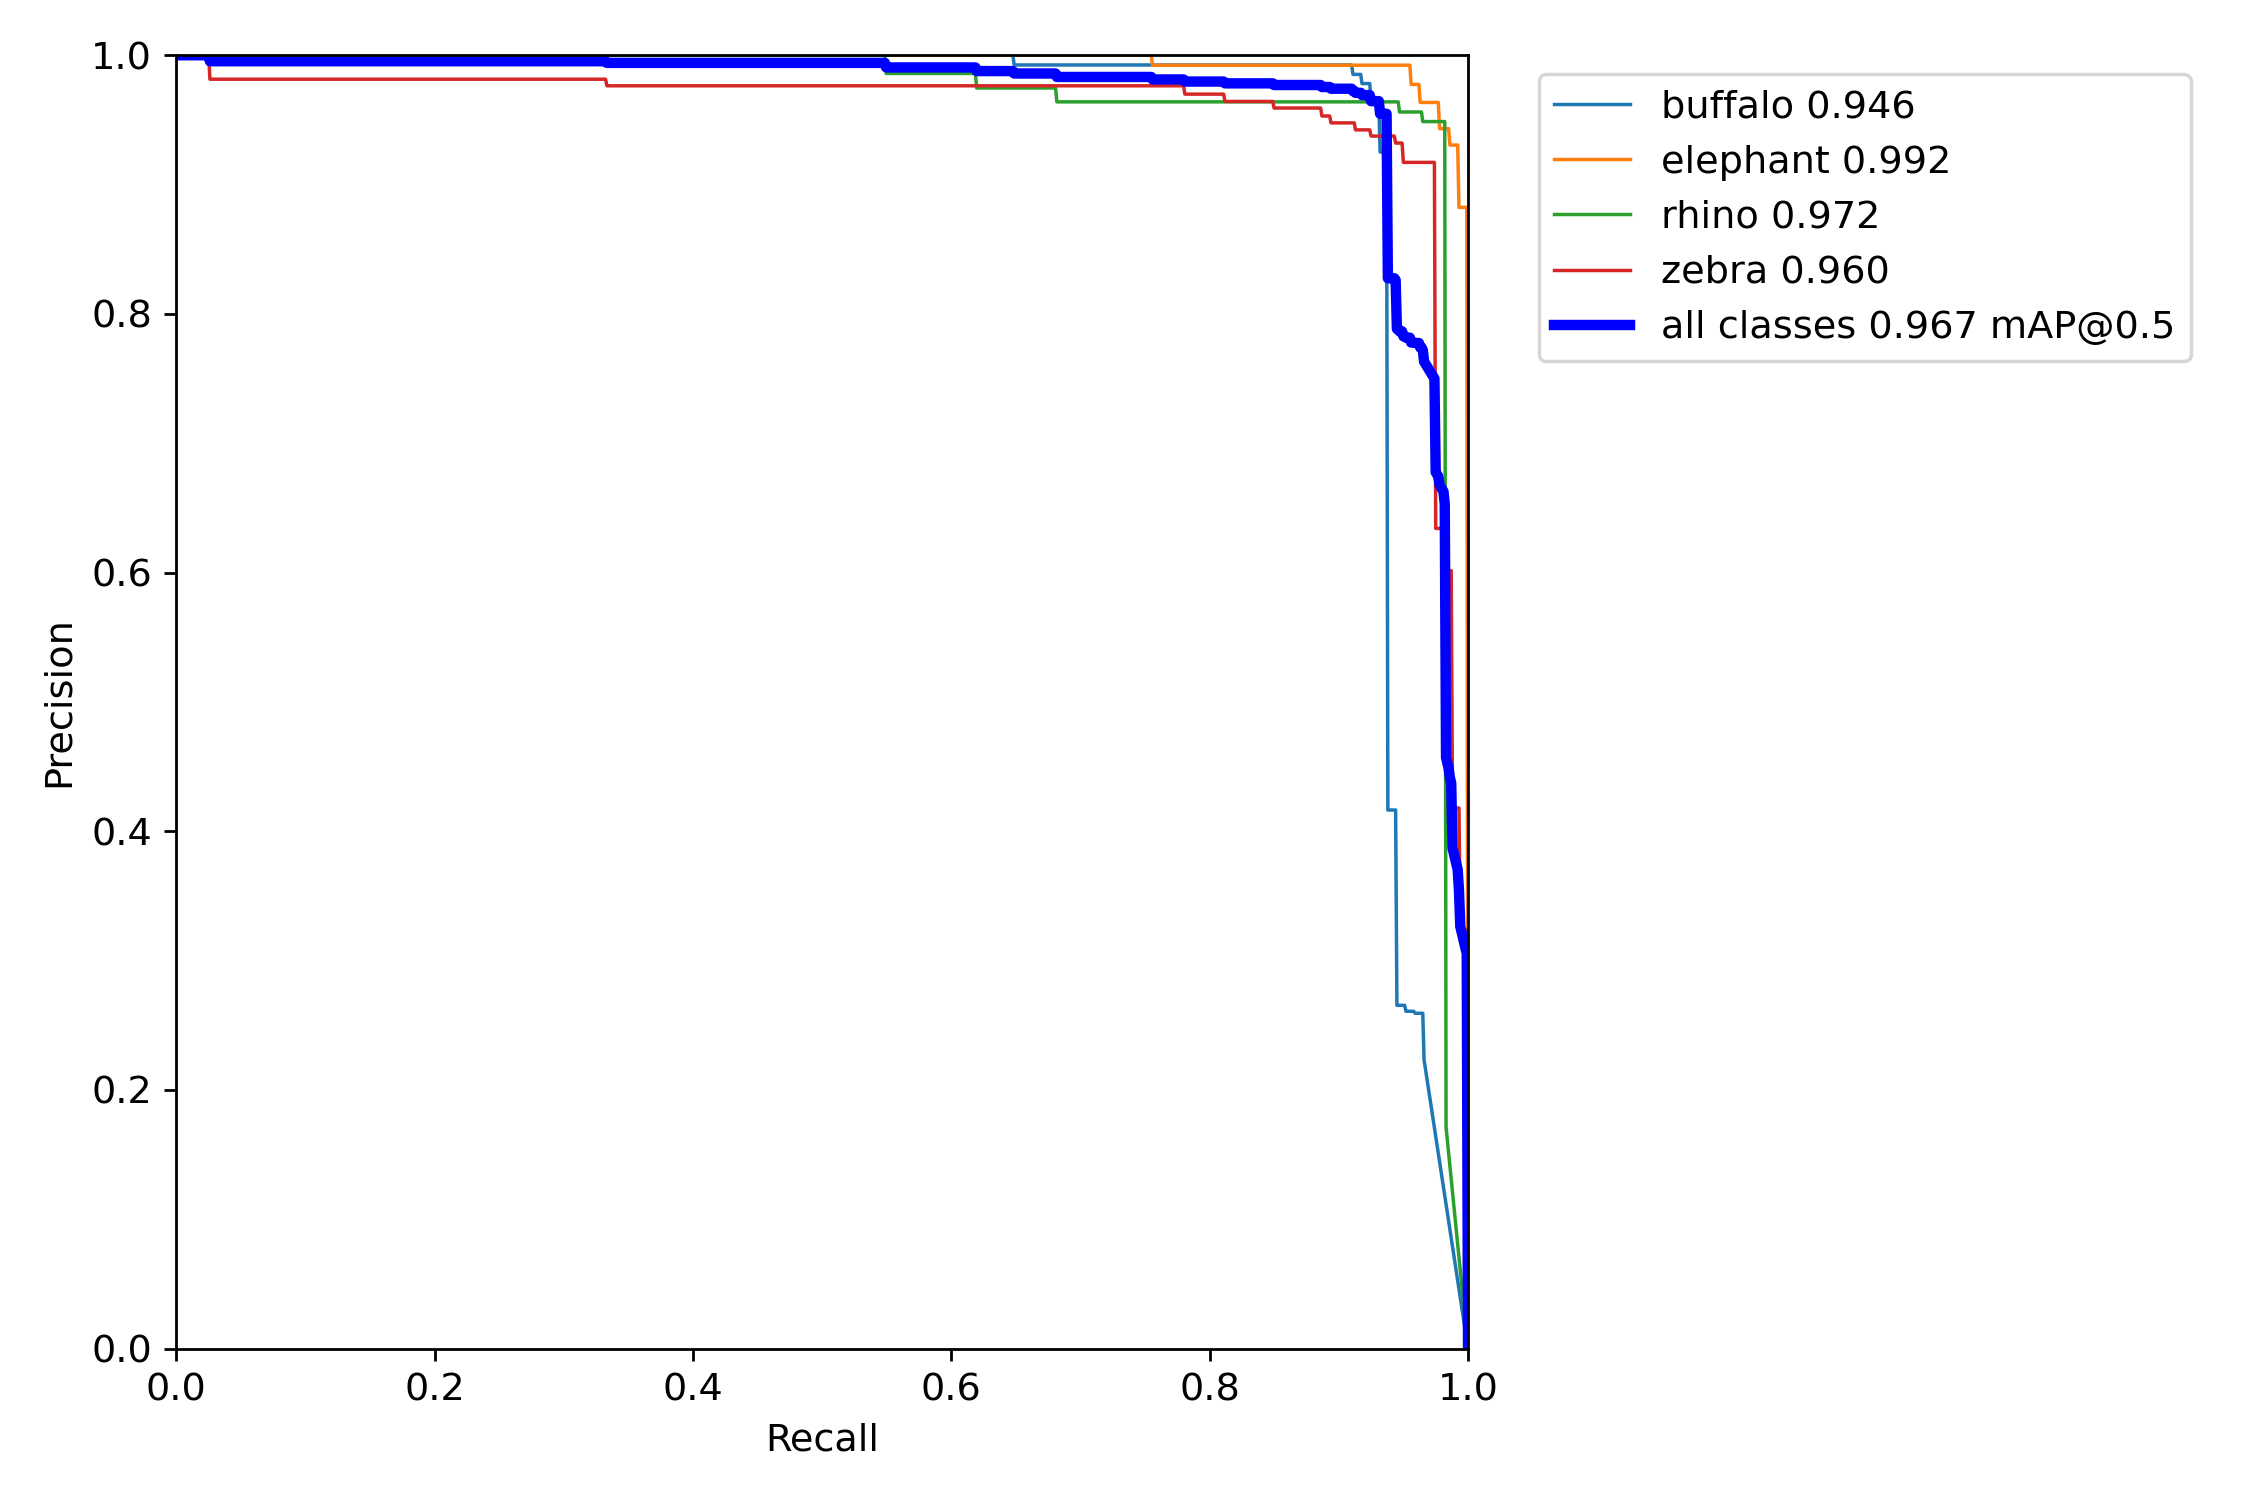 1.0
0.8
0.6
0.4
0.2
0.0
Precision
0.0 0.2 0.4 0.6 0.8 1.0
Recall
buffalo 0.946
elephant 0.992
rhino 0.972
zebra 0.960
all classes 0.967 mAP@0.5